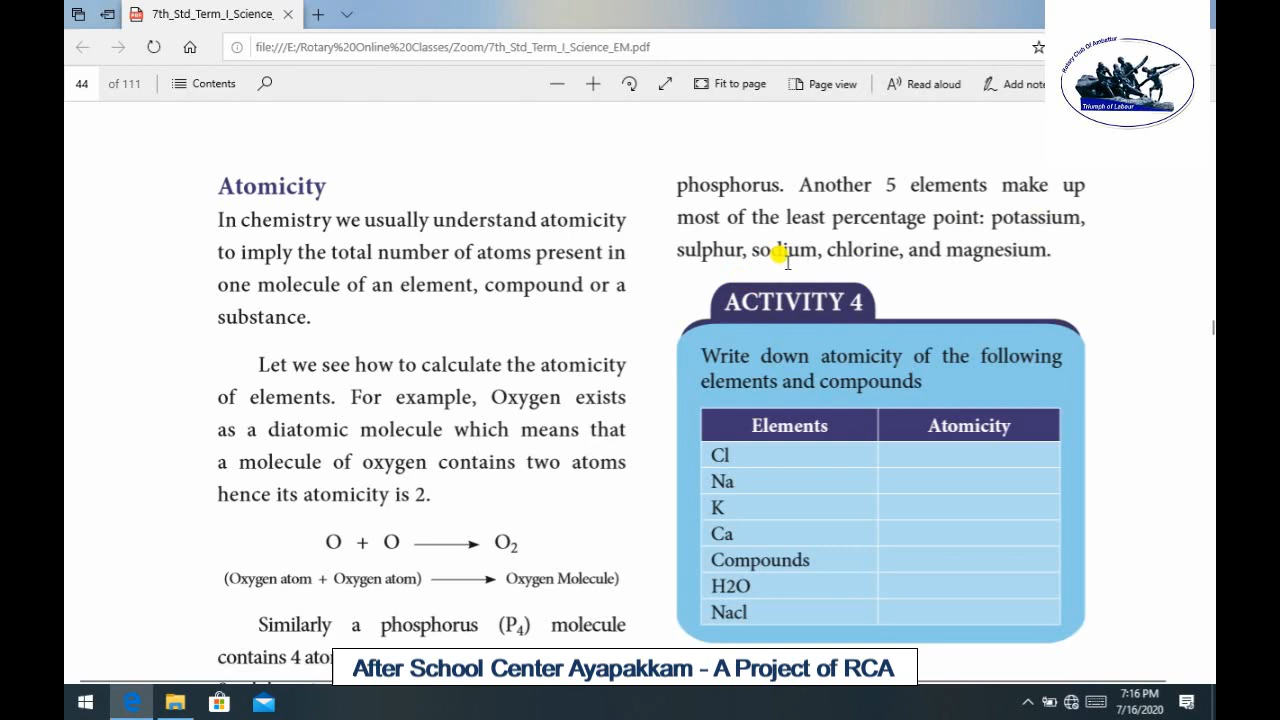 7th_Std_Term_I_Science_
file:///E:/Rotary%20Online%20Classes/Zoom/7th_Std_Term_I_Science_EM.pdf
44 of 111 Contents Fit to page Page view Read aloud Add note
Rotary Club Of Ambattur
Triumph of Labour
Atomicity
In chemistry we usually understand atomicity
to imply the total number of atoms present in
one molecule of an element, compound or a
substance.
Let we see how to calculate the atomicity
of elements. For example, Oxygen exists
as a diatomic molecule which means that
a molecule of oxygen contains two atoms
hence its atomicity is 2.
O + O ⟶ O₂
(Oxygen atom + Oxygen atom) ⟶ Oxygen Molecule)
Similarly a phosphorus (P₄) molecule
contains 4
phosphorus. Another 5 elements make up
most of the least percentage point: potassium,
sulphur, sodium, chlorine, and magnesium.
ACTIVITY 4
Write down atomicity of the following
elements and compounds
Elements Atomicity
Cl
Na
K
Ca
Compounds
H2O
Nacl
After School Center Ayapakkam - A Project of RCA
7:16 PM
7/16/2020